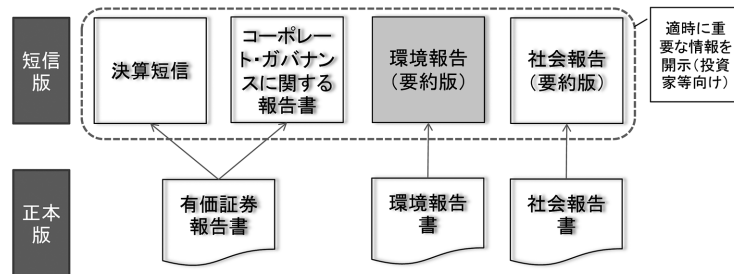 短信
版
決算短信
コーポレー
ト・ガバナン
スに関する
報告書
環境報告
（要約版）
社会報告
（要約版）
適時に重
要な情報を
開示（投資
家等向け）
正本
版
有価証券
報告書
環境報告
書
社会報告
書